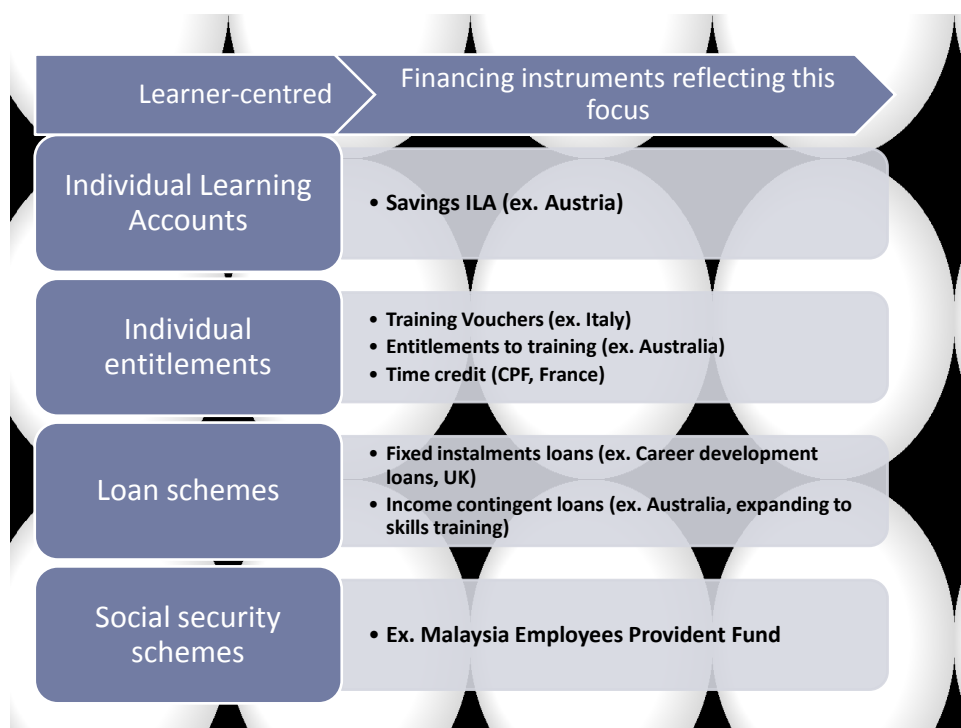 Learner-centred
Financing instruments reflecting this
focus
Individual Learning
Accounts
• Savings ILA (ex. Austria)
Individual
entitlements
• Training Vouchers (ex. Italy)
• Entitlements to training (ex. Australia)
• Time credit (CPF, France)
Loan schemes
• Fixed instalments loans (ex. Career development
loans, UK)
• Income contingent loans (ex. Australia, expanding to
skills training)
Social security
schemes
• Ex. Malaysia Employees Provident Fund